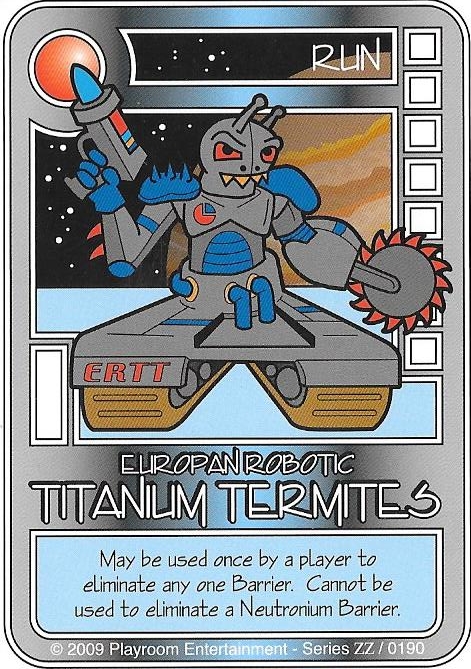 RUN
ERTT
EUROPAN ROBOTIC
TITANIUM TERMITES
May be used once by a player to
eliminate any one Barrier. Cannot be
used to eliminate a Neutronium Barrier.
© 2009 Playroom Entertainment - Series ZZ / 0190